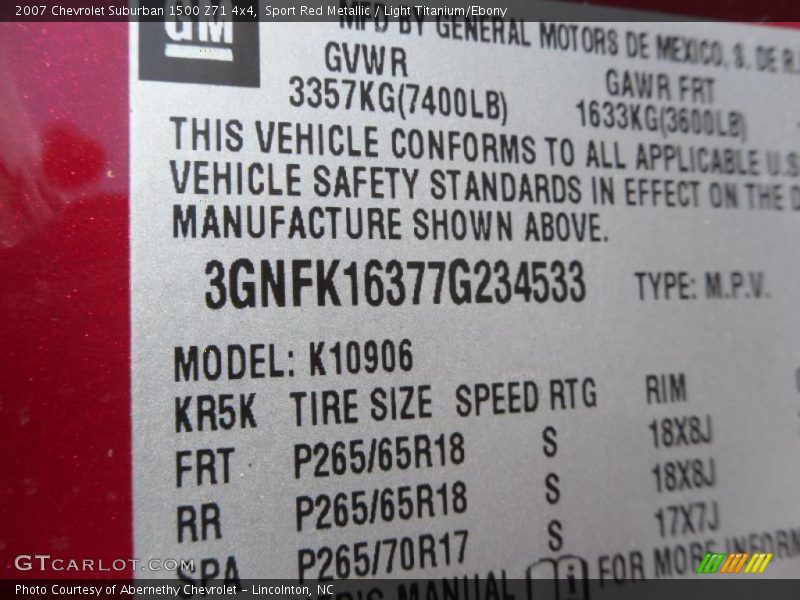 2007 Chevrolet Suburban 1500 Z71 4x4, Sport Red Metallic / Light Titanium/Ebony
GM
MFD BY GENERAL MOTORS DE MEXICO, S. DE R.
GVWR GAWR FRT
3357KG(7400LB) 1633KG(3600LB)
THIS VEHICLE CONFORMS TO ALL APPLICABLE U.S
VEHICLE SAFETY STANDARDS IN EFFECT ON THE D
MANUFACTURE SHOWN ABOVE.
3GNFK16377G234533 TYPE: M.P.V.
MODEL: K10906
KR5K TIRE SIZE SPEED RTG RIM
FRT P265/65R18 S 18X8J
RR P265/65R18 S 18X8J
SPA P265/70R17 S 17X7J
MANUAL i FOR MORE INFORM
GTCARLOT.COM
Photo Courtesy of Abernethy Chevrolet - Lincolnton, NC